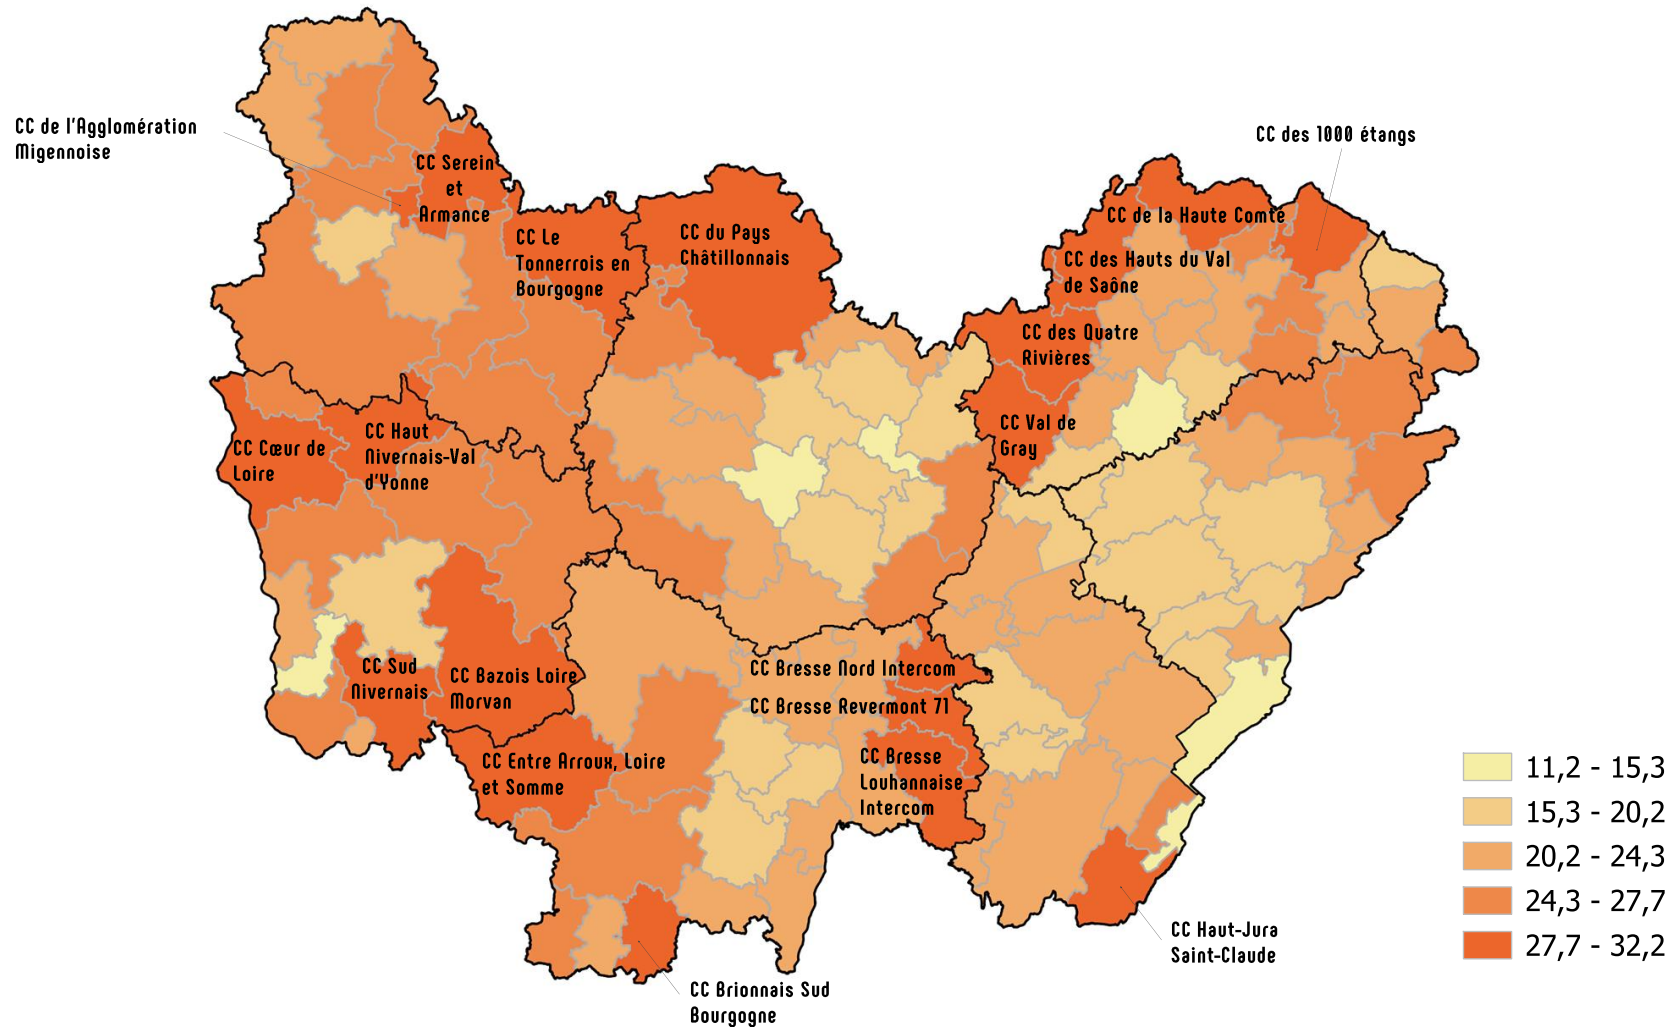 CC de l'Agglomération
Migennoise
CC des 1000 étangs
CC Serein
et
Armance
CC Le
Tonnerrois en
Bourgogne
CC du Pays
Châtillonnais
CC de la Haute Comté
CC des Hauts du Val
de Saône
CC des Quatre
Rivières
CC Val de
Gray
CC Cœur de
Loire
CC Haut
Nivernais-Val
d'Yonne
CC Sud
Nivernais
CC Bazois Loire
Morvan
CC Bresse Nord Intercom
CC Bresse Revermont 71
CC Entre Arroux, Loire
et Somme
CC Bresse
Louhannaise
Intercom
CC Haut-Jura
Saint-Claude
CC Brionnais Sud
Bourgogne
11,2 - 15,3
15,3 - 20,2
20,2 - 24,3
24,3 - 27,7
27,7 - 32,2